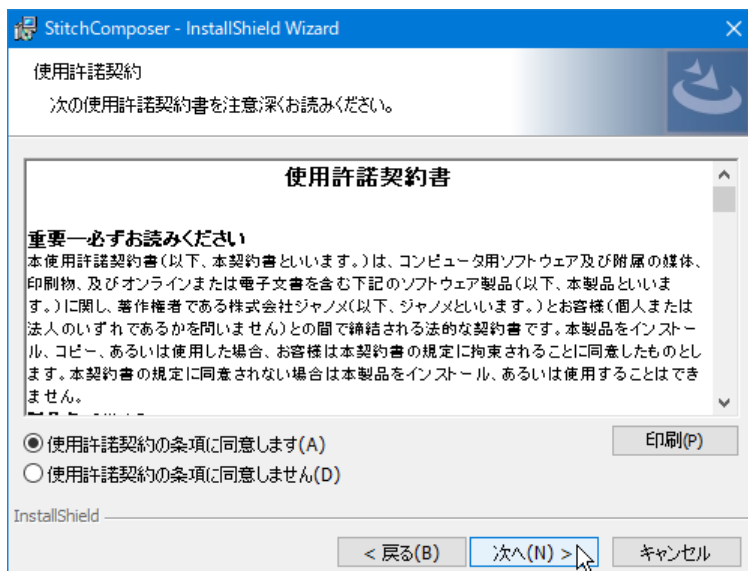 StitchComposer - InstallShield Wizard
使用許諾契約
次の使用許諾契約書を注意深くお読みください。
使用許諾契約書
重要―必ずお読みください
本使用許諾契約書(以下、本契約書といいます。)は、コンピュータ用ソフトウェア及び附属の媒体、
印刷物、及びオンラインまたは電子文書を含む下記のソフトウェア製品(以下、本製品といいま
す。)に関し、著作権者である株式会社ジャノメ(以下、ジャノメといいます。)とお客様(個人または
法人のいずれであるかを問いません)との間で締結される法的な契約書です。本製品をインストー
ル、コピー、あるいは使用した場合、お客様は本契約書の規定に拘束されることに同意したものとし
ます。本契約書の規定に同意されない場合は本製品をインストール、あるいは使用することはでき
ません。
使用許諾契約の条項に同意します(A)
印刷(P)
使用許諾契約の条項に同意しません(D)
InstallShield
< 戻る(B)
次へ(N) >
キャンセル